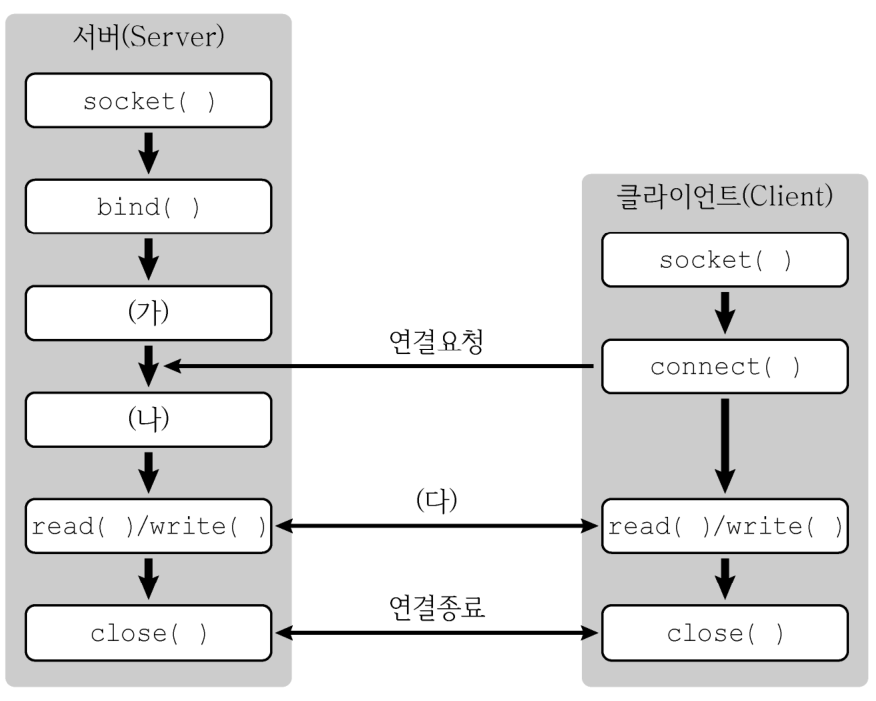 서버(Server)
socket( )
bind( )
(가)
(나)
read( )/write( )
close( )
연결요청
(다)
연결종료
클라이언트(Client)
socket( )
connect( )
read( )/write( )
close( )